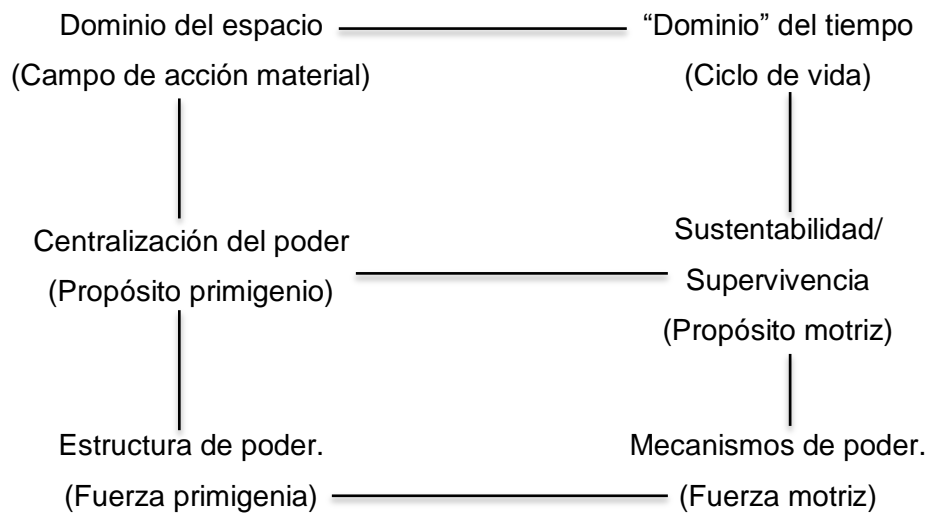 Dominio del espacio
“Dominio” del tiempo
(Campo de acción material)
(Ciclo de vida)
Centralización del poder
(Propósito primigenio)
Sustentabilidad/
Supervivencia
(Propósito motriz)
Estructura de poder.
(Fuerza primigenia)
Mecanismos de poder.
(Fuerza motriz)